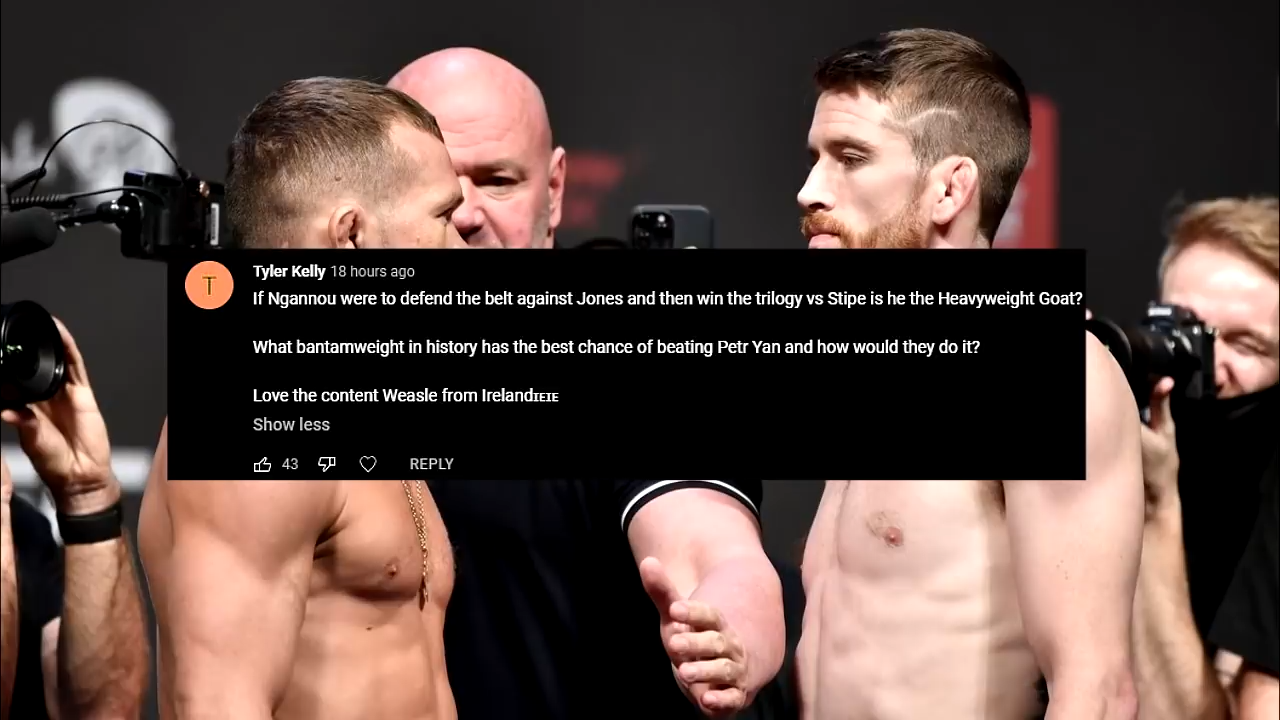 T
Tyler Kelly 18 hours ago
If Ngannou were to defend the belt against Jones and then win the trilogy vs Stipe is he the Heavyweight Goat?
What bantamweight in history has the best chance of beating Petr Yan and how would they do it?
Love the content Weasle from IrelandIEIE
Show less
43 REPLY